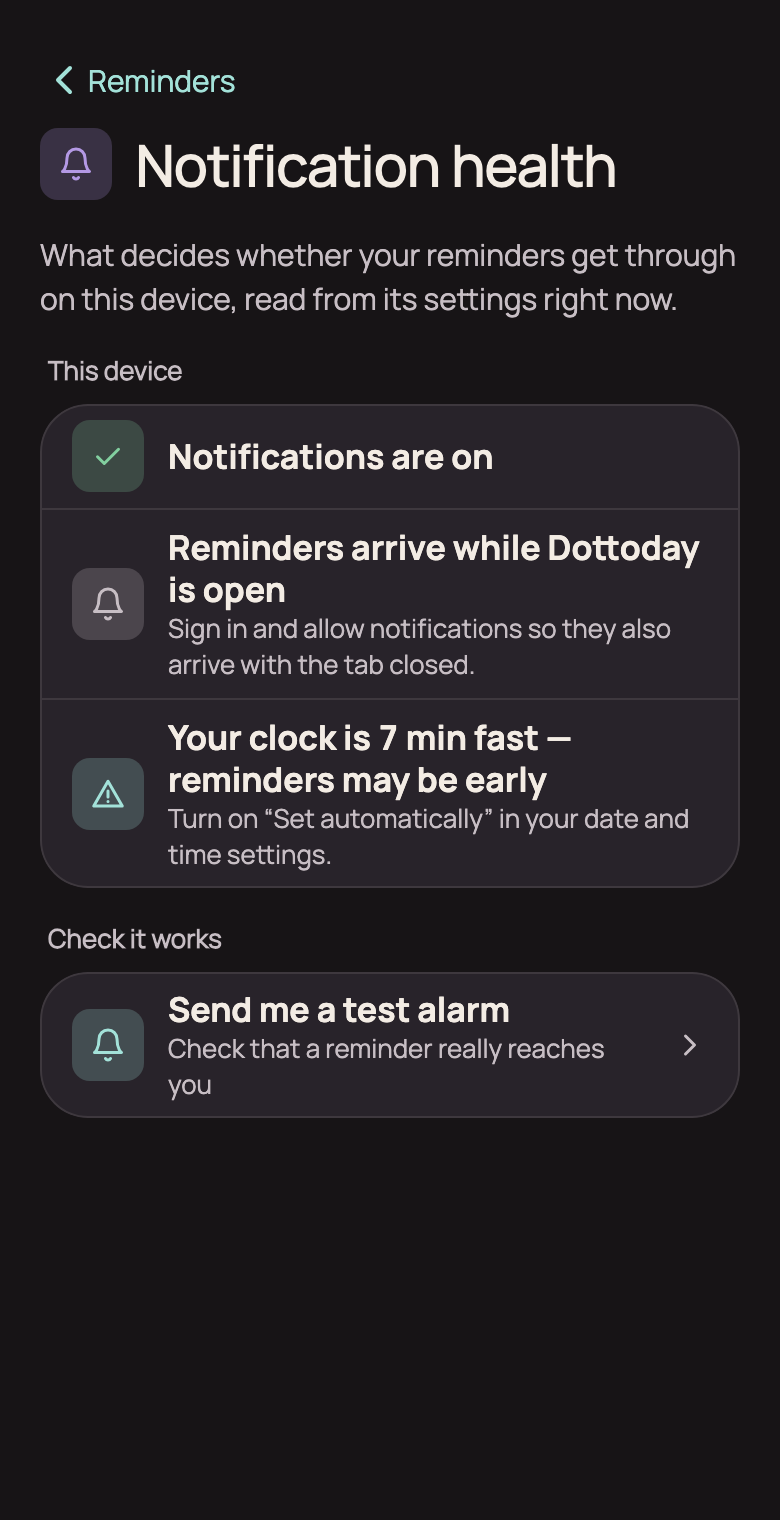 Reminders
Notification health
What decides whether your reminders get through
on this device, read from its settings right now.
This device
Notifications are on
Reminders arrive while Dottoday
is open
Sign in and allow notifications so they also
arrive with the tab closed.
Your clock is 7 min fast —
reminders may be early
Turn on “Set automatically” in your date and
time settings.
Check it works
Send me a test alarm
Check that a reminder really reaches
you